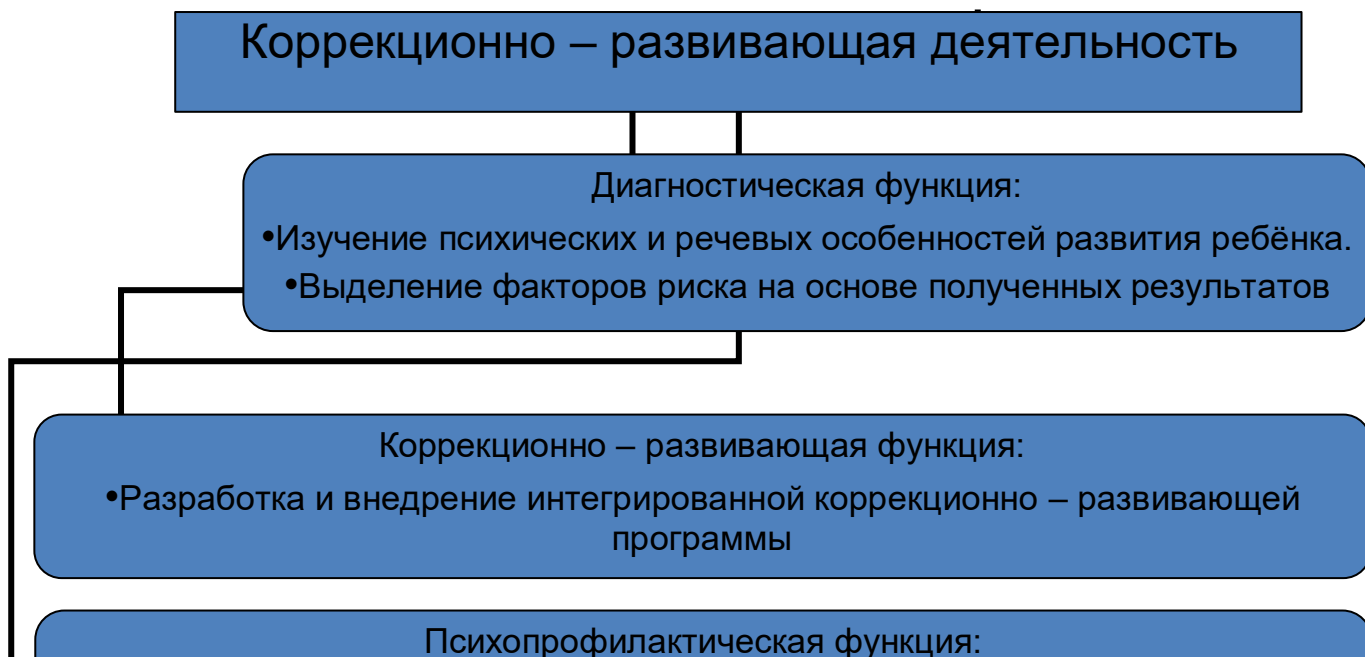 Коррекционно – развивающая деятельность
Диагностическая функция:
•Изучение психических и речевых особенностей развития ребёнка.
•Выделение факторов риска на основе полученных результатов
Коррекционно – развивающая функция:
•Разработка и внедрение интегрированной коррекционно – развивающей
программы
Психопрофилактическая функция: